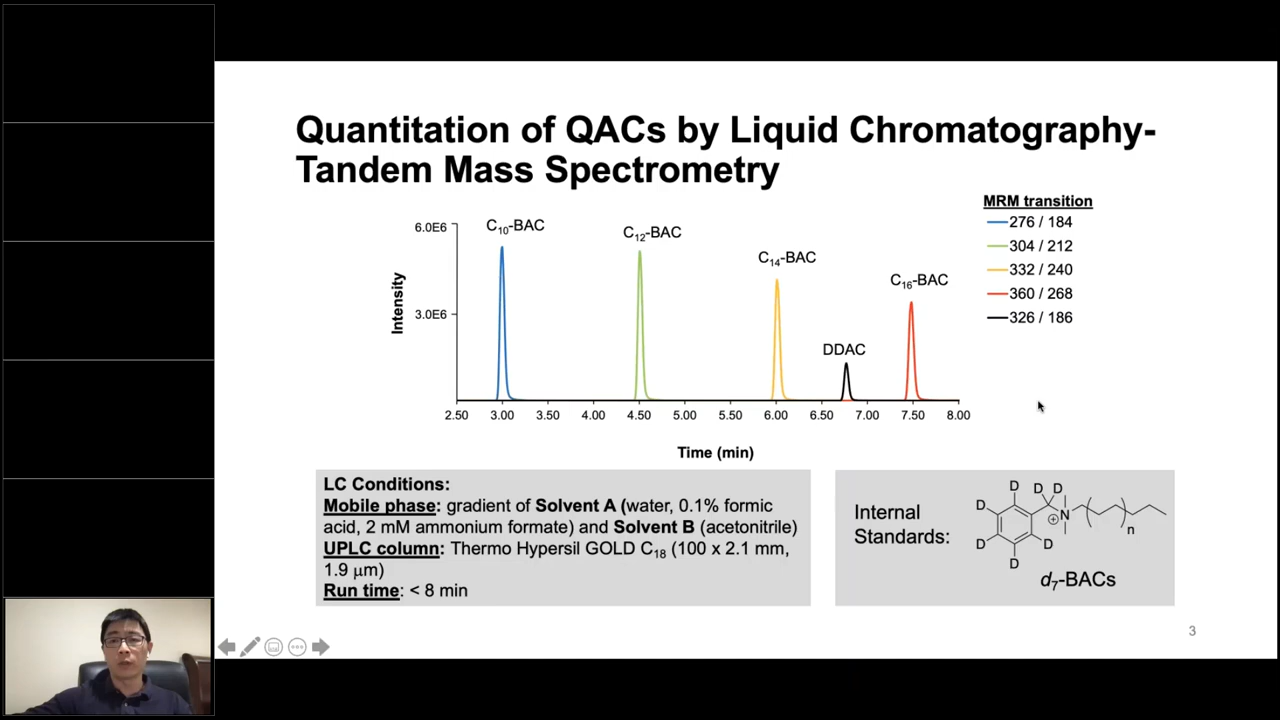 Quantitation of QACs by Liquid Chromatography-
Tandem Mass Spectrometry
MRM transition
276 / 184
304 / 212
332 / 240
360 / 268
326 / 186
C₁₀-BAC
C₁₂-BAC
C₁₄-BAC
DDAC
C₁₆-BAC
6.0E6
3.0E6
Intensity
2.50 3.00 3.50 4.00 4.50 5.00 5.50 6.00 6.50 7.00 7.50 8.00
Time (min)
LC Conditions:
Mobile phase: gradient of Solvent A (water, 0.1% formic
acid, 2 mM ammonium formate) and Solvent B (acetonitrile)
UPLC column: Thermo Hypersil GOLD C₁₈ (100 x 2.1 mm,
1.9 μm)
Run time: < 8 min
Internal
Standards:
D
D D
D
N
⊕
n
D
D
D
d₇-BACs
3